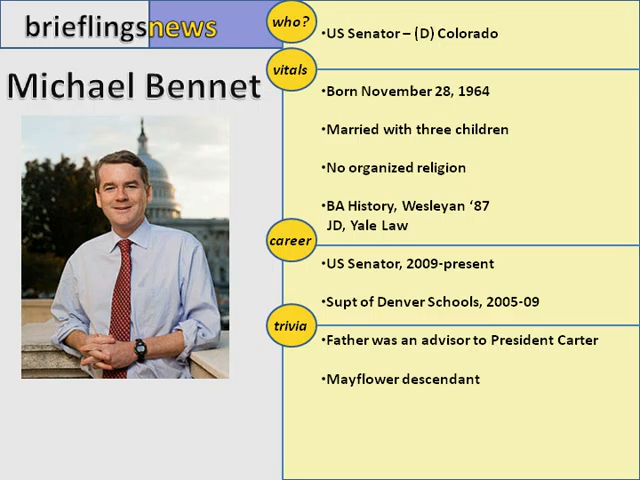 brieflingsnews
Michael Bennet
who?
•US Senator – (D) Colorado
vitals
•Born November 28, 1964
•Married with three children
•No organized religion
•BA History, Wesleyan ‘87
JD, Yale Law
career
•US Senator, 2009-present
•Supt of Denver Schools, 2005-09
trivia
•Father was an advisor to President Carter
•Mayflower descendant